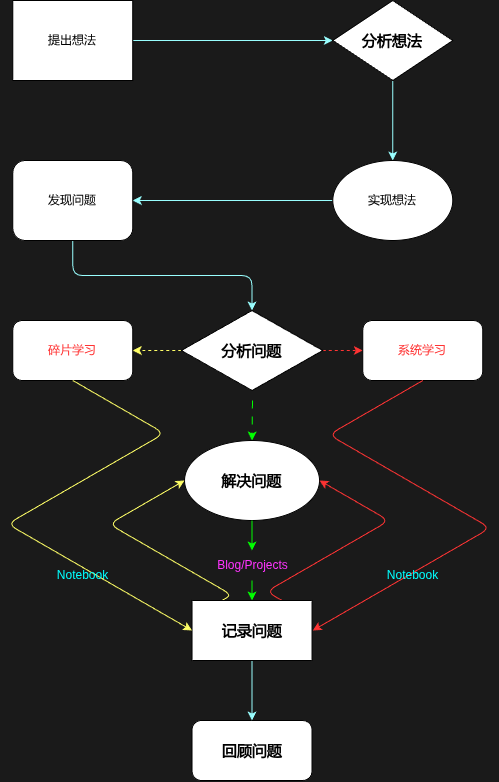 提出想法
分析想法
发现问题
实现想法
碎片学习
分析问题
系统学习
解决问题
Blog/Projects
Notebook
Notebook
记录问题
回顾问题